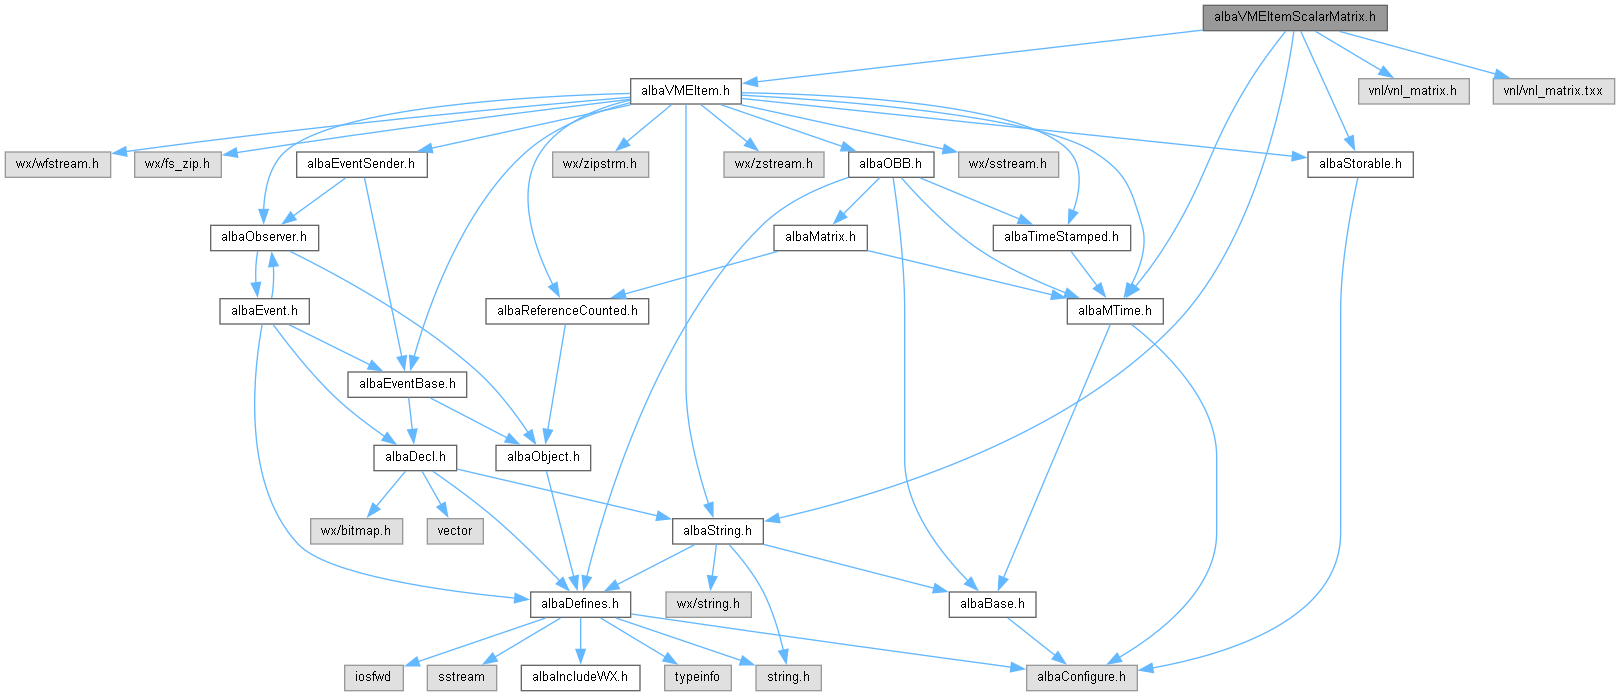 albaVMEItemScalarMatrix.h
albaVMEItem.h
vnl/vnl_matrix.h
vnl/vnl_matrix.txx
wx/wfstream.h
wx/fs_zip.h
albaEventSender.h
wx/zipstrm.h
wx/zstream.h
albaOBB.h
wx/sstream.h
albaStorable.h
albaObserver.h
albaMatrix.h
albaTimeStamped.h
albaEvent.h
albaReferenceCounted.h
albaMTime.h
albaEventBase.h
albaDecl.h
albaObject.h
wx/bitmap.h
vector
albaString.h
albaDefines.h
wx/string.h
albaBase.h
iosfwd
sstream
albaIncludeWX.h
typeinfo
string.h
albaConfigure.h